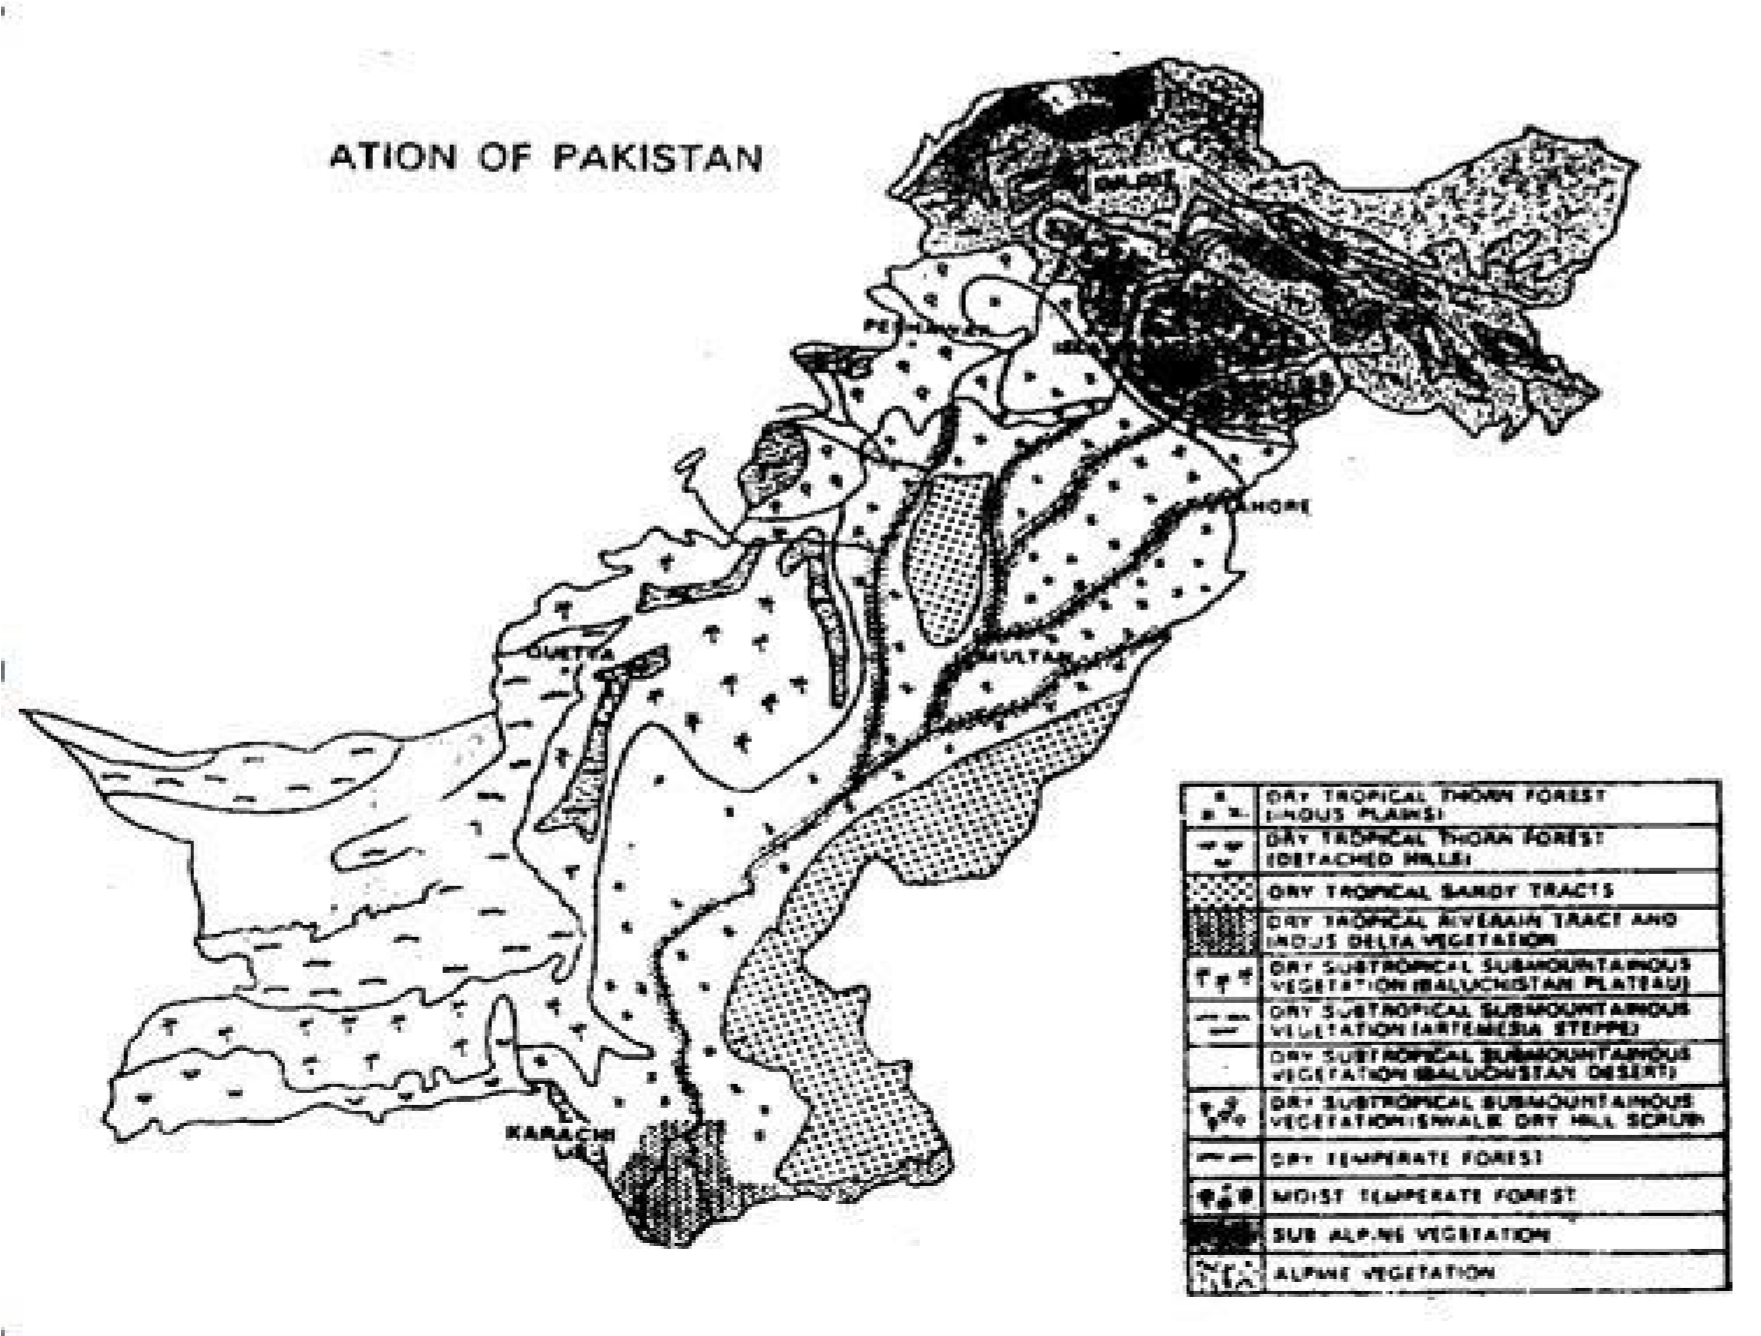 ATION OF PAKISTAN
GILGIT
PESHAWAR
LAHORE
QUETTA
MULTAN
KARACHI
DRY TROPICAL THORN FOREST
(INDUS PLAINS)
DRY TROPICAL THORN FOREST
(DETACHED HILLS)
DRY TROPICAL SANDY TRACTS
DRY TROPICAL RIVERAIN TRACT AND
INDUS DELTA VEGETATION
DRY SUBTROPICAL SUBMOUNTAINOUS
VEGETATION (BALUCHISTAN PLATEAU)
DRY SUBTROPICAL SUBMOUNTAINOUS
VEGETATION (ARTEMESIA STEPPE)
DRY SUBTROPICAL SUBMOUNTAINOUS
VEGETATION (BALUCHISTAN DESERT)
DRY SUBTROPICAL SUBMOUNTAINOUS
VEGETATION (SIWALIK DRY HILL SCRUB)
DRY TEMPERATE FOREST
MOIST TEMPERATE FOREST
SUB ALPINE VEGETATION
ALPINE VEGETATION